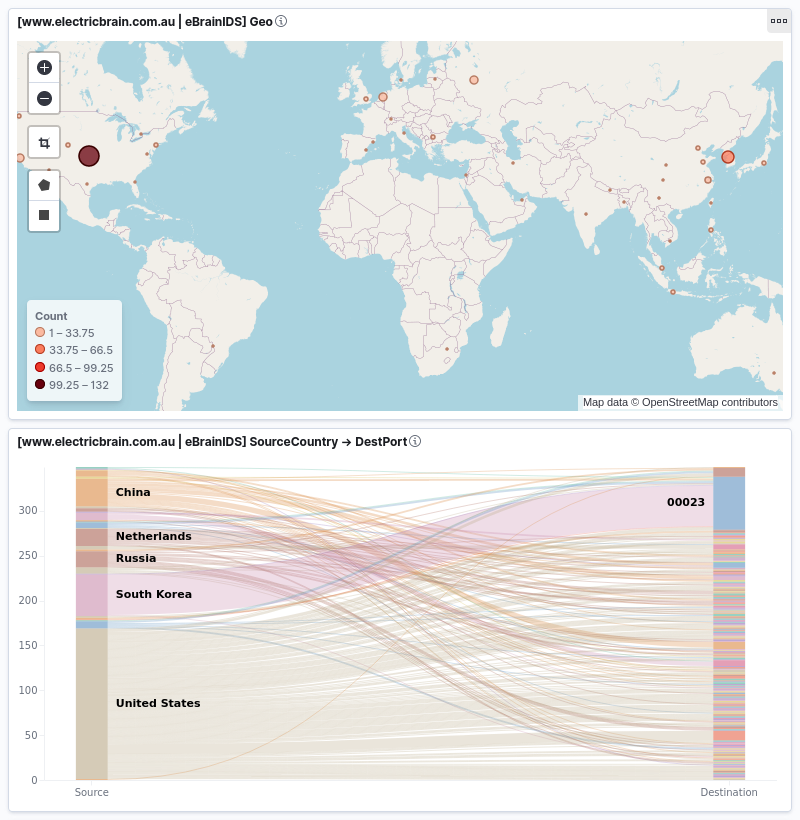 [www.electricbrain.com.au | eBrainIDS] Geo
Count
1 – 33.75
33.75 – 66.5
66.5 – 99.25
99.25 – 132
Map data © OpenStreetMap contributors
[www.electricbrain.com.au | eBrainIDS] SourceCountry → DestPort
300
250
200
150
100
50
0
China
Netherlands
Russia
South Korea
United States
00023
Source
Destination